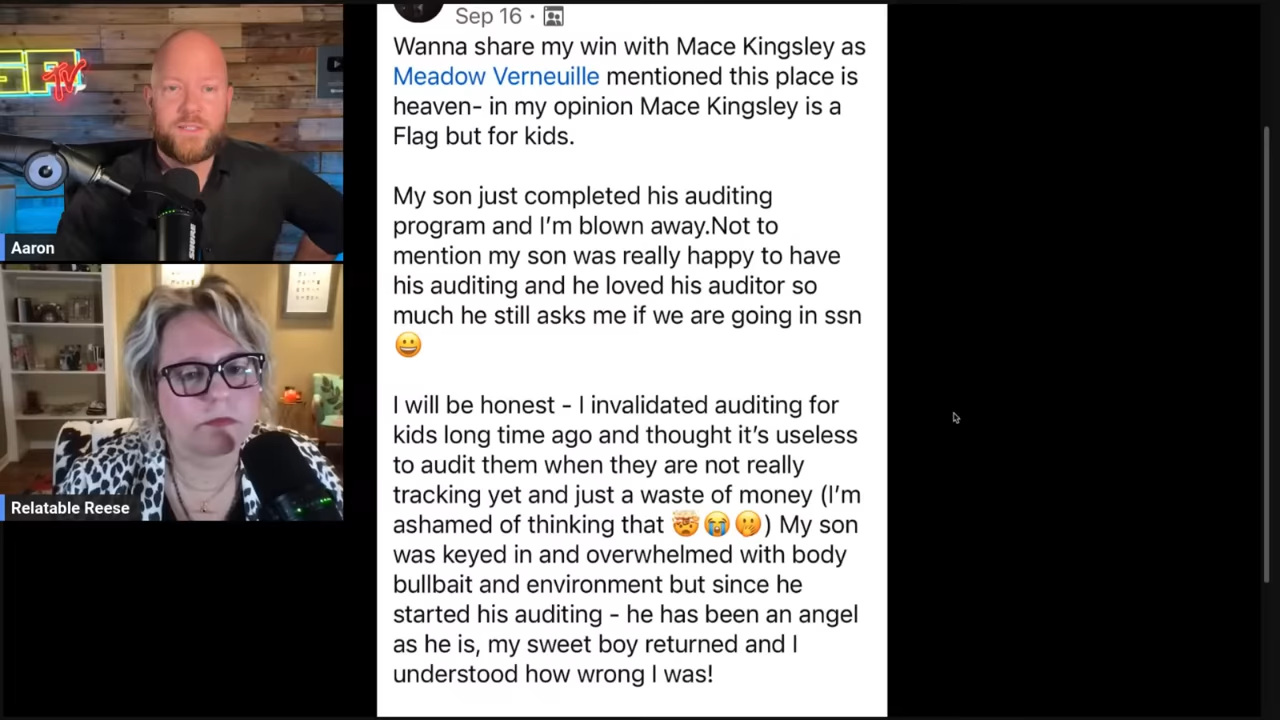 Sep 16 ·
Wanna share my win with Mace Kingsley as
Meadow Verneuille mentioned this place is
heaven- in my opinion Mace Kingsley is a
Flag but for kids.
My son just completed his auditing
program and I’m blown away.Not to
mention my son was really happy to have
his auditing and he loved his auditor so
much he still asks me if we are going in ssn
😀
I will be honest - I invalidated auditing for
kids long time ago and thought it’s useless
to audit them when they are not really
tracking yet and just a waste of money (I’m
ashamed of thinking that 🤯😭🫢) My son
was keyed in and overwhelmed with body
bullbait and environment but since he
started his auditing - he has been an angel
as he is, my sweet boy returned and I
understood how wrong I was!
TV
SHURE
Aaron
Relatable Reese